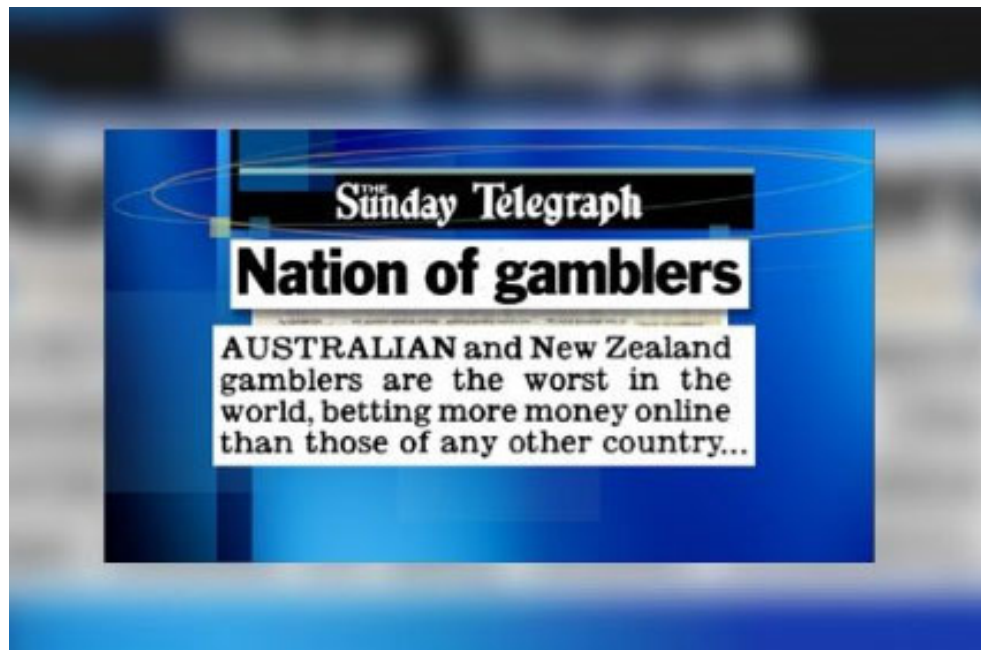 THE Sunday Telegraph
Nation of gamblers
AUSTRALIAN and New Zealand
gamblers are the worst in the
world, betting more money online
than those of any other country...